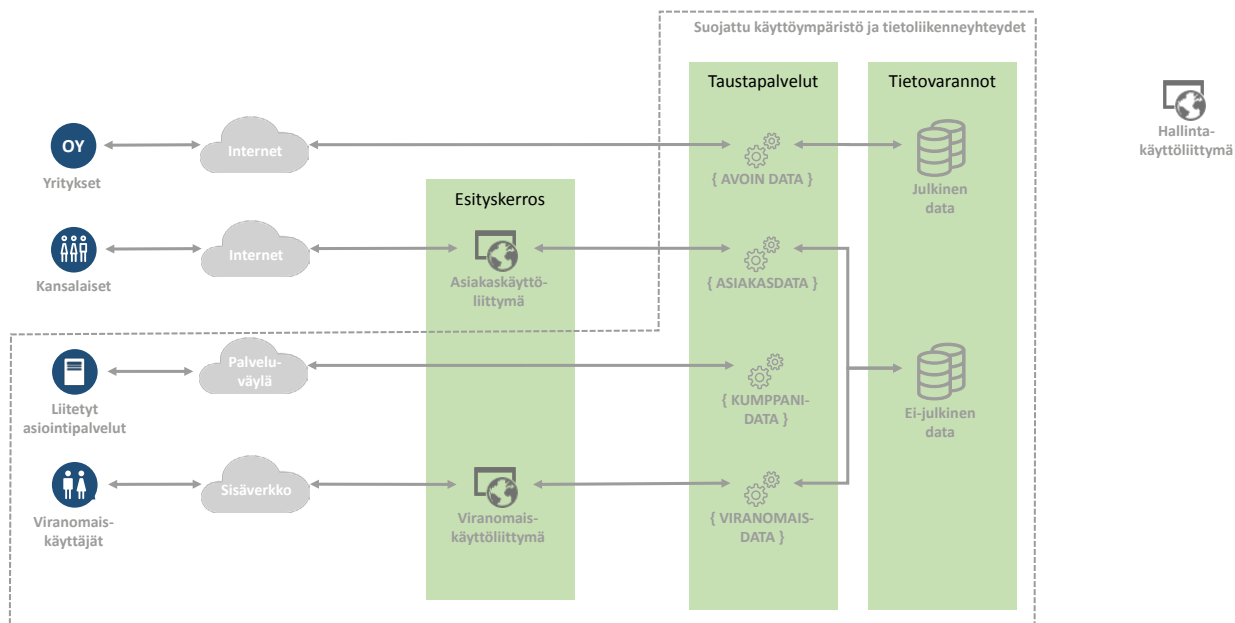 Suojattu käyttöympäristö ja tietoliikenneyhteydet
Taustapalvelut
Tietovarannot
OY
Yritykset
Internet
{ AVOIN DATA }
Julkinen
data
Hallinta-
käyttöliittymä
Esityskerros
Kansalaiset
Internet
Asiakaskäyttö-
liittymä
{ ASIAKASDATA }
Liitetyt
asiointipalvelut
Palvelu-
väylä
{ KUMPPANI-
DATA }
Ei-julkinen
data
Viranomais-
käyttäjät
Sisäverkko
Viranomais-
käyttöliittymä
{ VIRANOMAIS-
DATA }